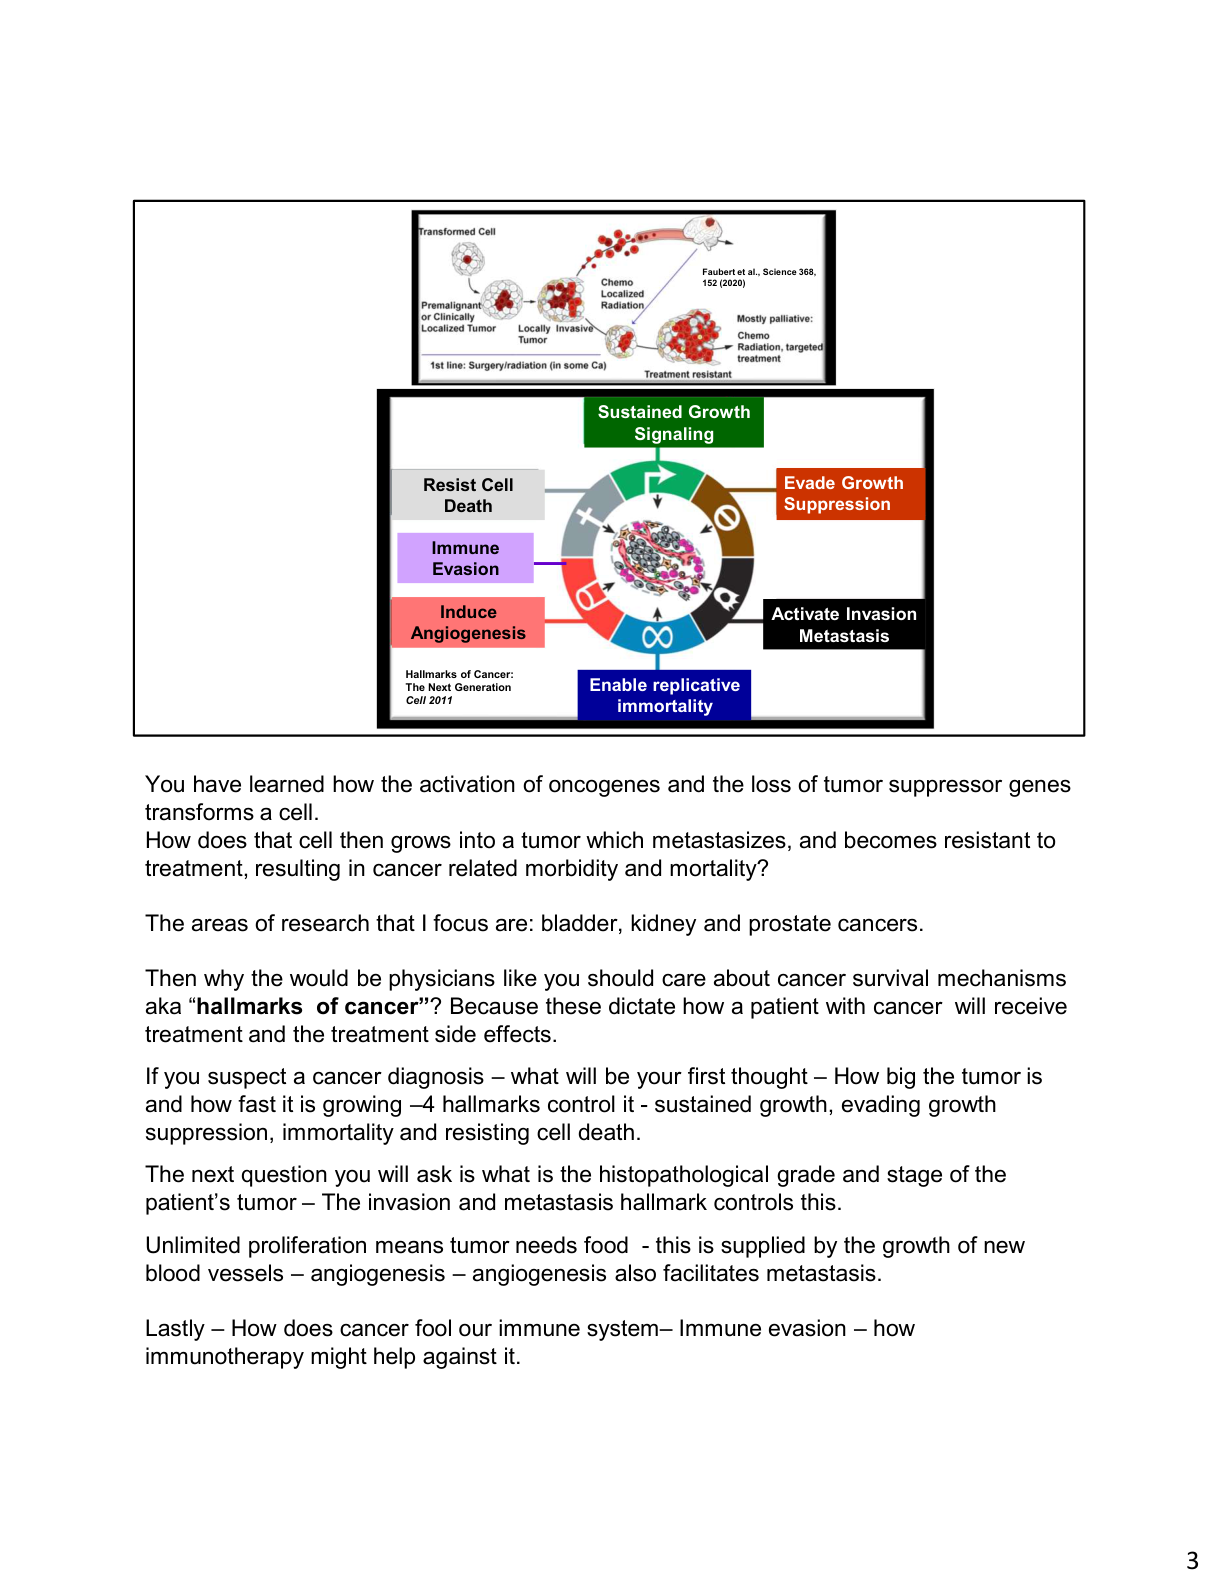 Transformed Cell
Faubert et al., Science 368,
152 (2020)
Chemo
Localized
Radiation
Premalignant
or Clinically
Localized Tumor
Locally Invasive
Tumor
Mostly palliative:
Chemo
Radiation, targeted
treatment
1st line: Surgery/radiation (in some Ca)
Treatment resistant
Sustained Growth
Signaling
Resist Cell
Death
Evade Growth
Suppression
Immune
Evasion
Induce
Angiogenesis
Activate Invasion
Metastasis
Hallmarks of Cancer:
The Next Generation
Cell 2011
Enable replicative
immortality
You have learned how the activation of oncogenes and the loss of tumor suppressor genes
transforms a cell.
How does that cell then grows into a tumor which metastasizes, and becomes resistant to
treatment, resulting in cancer related morbidity and mortality?
The areas of research that I focus are: bladder, kidney and prostate cancers.
Then why the would be physicians like you should care about cancer survival mechanisms
aka “hallmarks  of cancer”? Because these dictate how a patient with cancer  will receive
treatment and the treatment side effects.
If you suspect a cancer diagnosis – what will be your first thought – How big the tumor is
and how fast it is growing –4 hallmarks control it - sustained growth, evading growth
suppression, immortality and resisting cell death.
The next question you will ask is what is the histopathological grade and stage of the
patient’s tumor – The invasion and metastasis hallmark controls this.
Unlimited proliferation means tumor needs food  - this is supplied by the growth of new
blood vessels – angiogenesis – angiogenesis also facilitates metastasis.
Lastly – How does cancer fool our immune system– Immune evasion – how
immunotherapy might help against it.
3